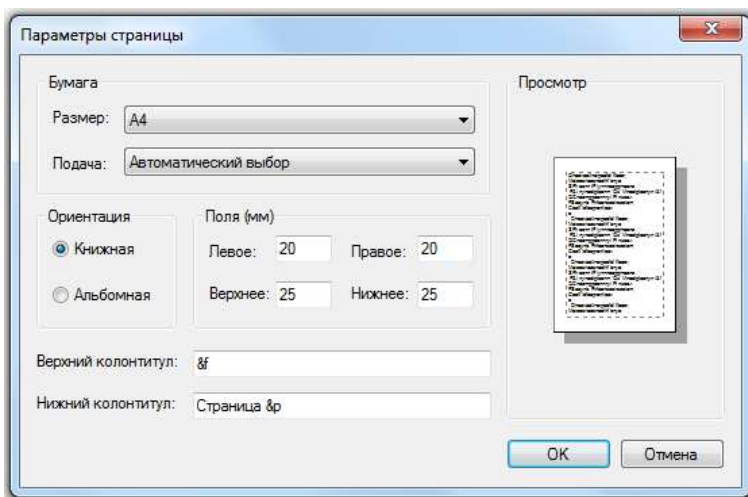 Параметры страницы
Бумага
Размер: A4
Подача: Автоматический выбор
Ориентация
Книжная
Альбомная
Поля (мм)
Левое: 20 Правое: 20
Верхнее: 25 Нижнее: 25
Верхний колонтитул: &f
Нижний колонтитул: Страница &p
Просмотр
OK Отмена